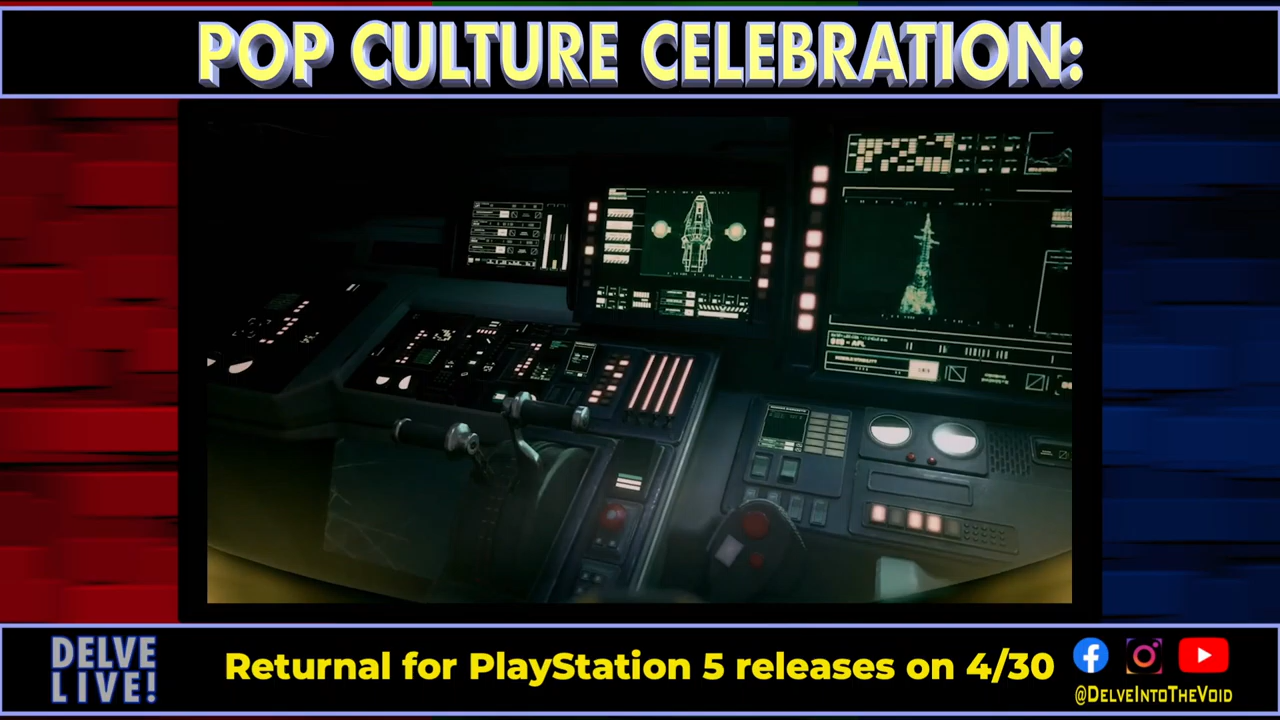 POP CULTURE CELEBRATION:
DELVE
LIVE!
Returnal for PlayStation 5 releases on 4/30
@DELVEINTOTHEVOID